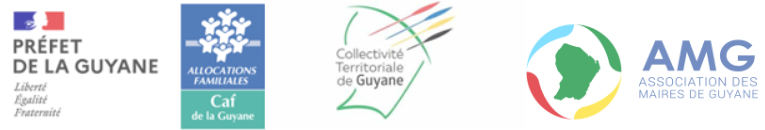 PRÉFET
DE LA GUYANE
Liberté
Égalité
Fraternité
ALLOCATIONS
FAMILIALES
Caf
de la Guyane
Collectivité
Territoriale
de Guyane
AMG
ASSOCIATION DES
MAIRES DE GUYANE